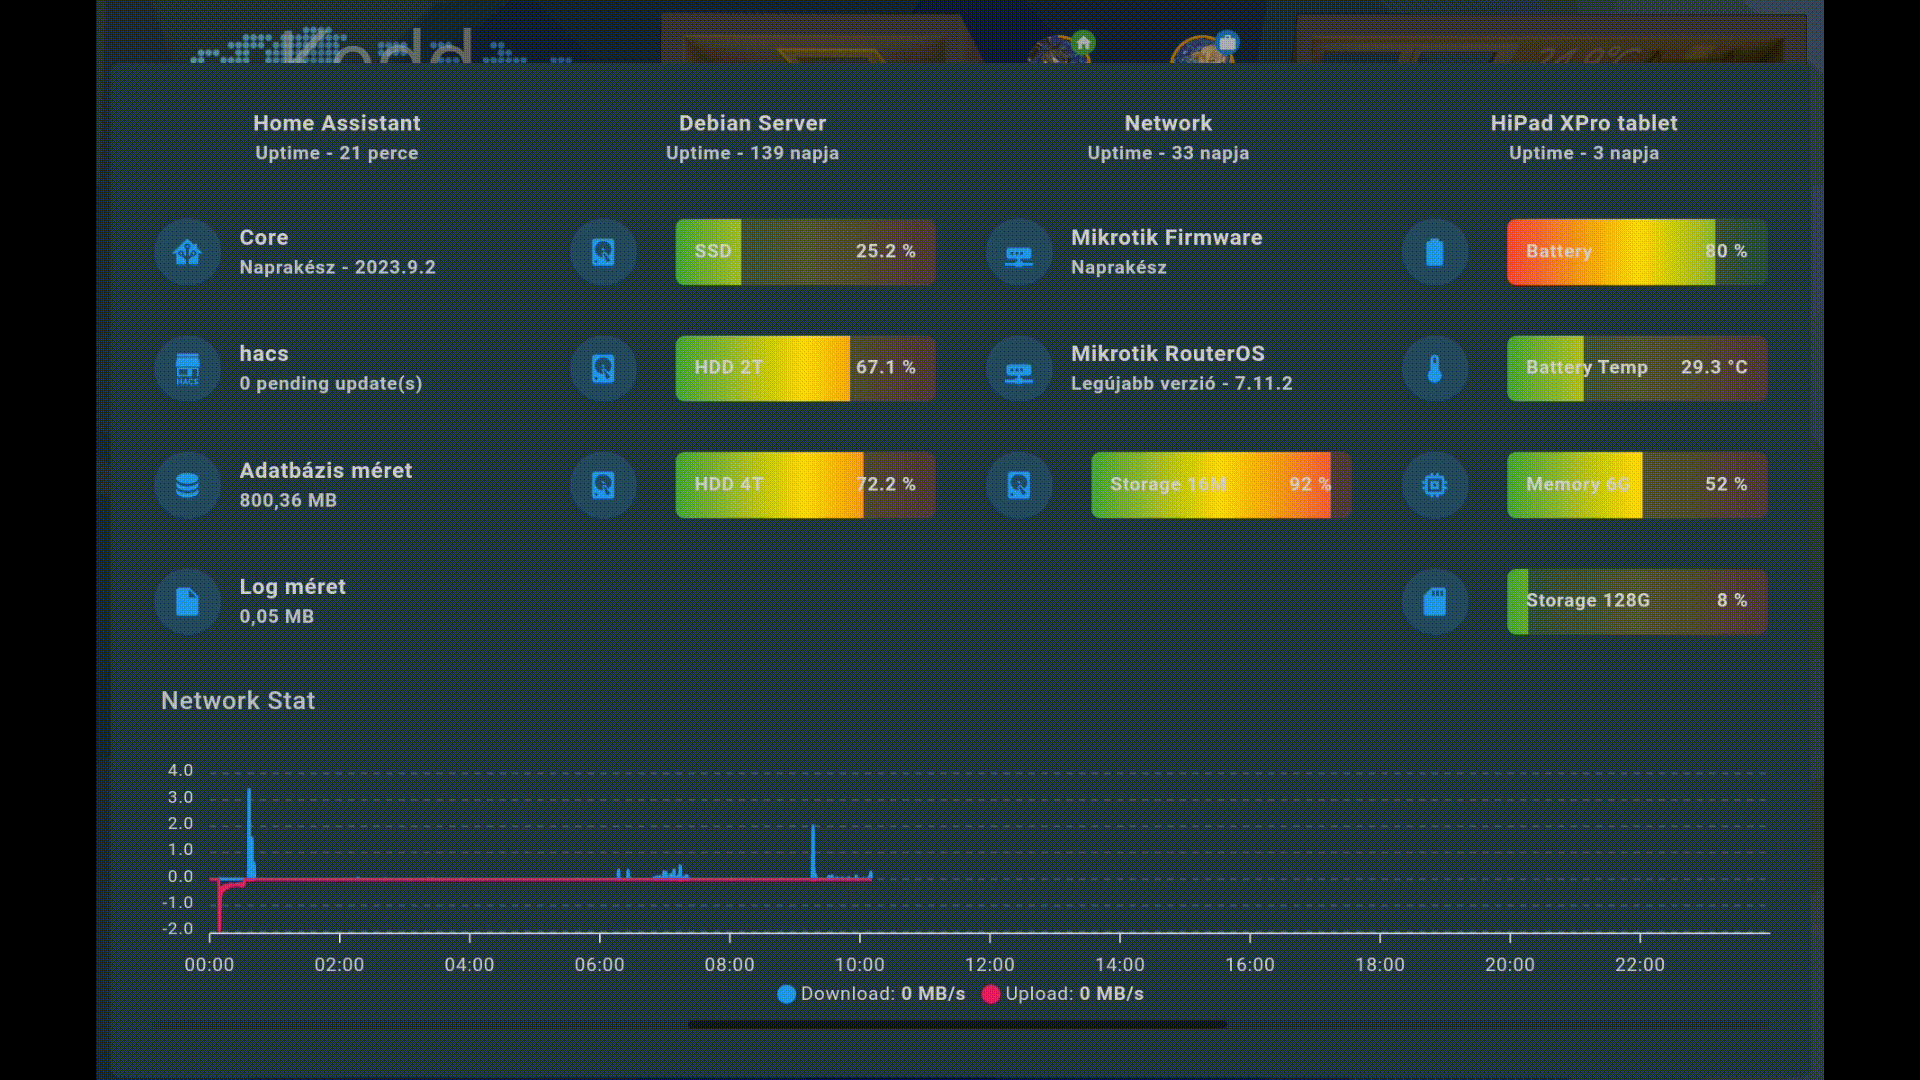 Kedd
24.9°C
Home Assistant
Uptime - 21 perce
Debian Server
Uptime - 139 napja
Network
Uptime - 33 napja
HiPad XPro tablet
Uptime - 3 napja
Core
Naprakész - 2023.9.2
SSD 25.2 %
Mikrotik Firmware
Naprakész
Battery 80 %
HACS
hacs
0 pending update(s)
HDD 2T 67.1 %
Mikrotik RouterOS
Legújabb verzió - 7.11.2
Battery Temp 29.3 °C
Adatbázis méret
800,36 MB
HDD 4T 72.2 %
Storage 16M 92 %
Memory 6G 52 %
Log méret
0,05 MB
Storage 128G 8 %
Network Stat
4.0
3.0
2.0
1.0
0.0
-1.0
-2.0
00:00 02:00 04:00 06:00 08:00 10:00 12:00 14:00 16:00 18:00 20:00 22:00
Download: 0 MB/s Upload: 0 MB/s